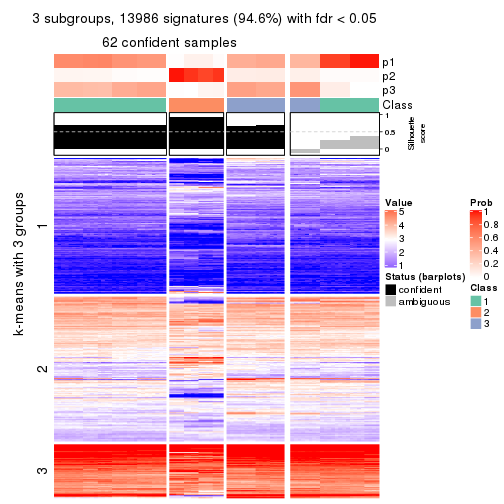 3 subgroups, 13986 signatures (94.6%) with fdr < 0.05
62 confident samples
p1
p2
p3
Class
1
0.5
0
Silhouette
score
k-means with 3 groups
1
2
3
Value
5
4
3
2
1
Status (barplots)
confident
ambiguous
Prob
1
0.8
0.6
0.4
0.2
0
Class
1
2
3